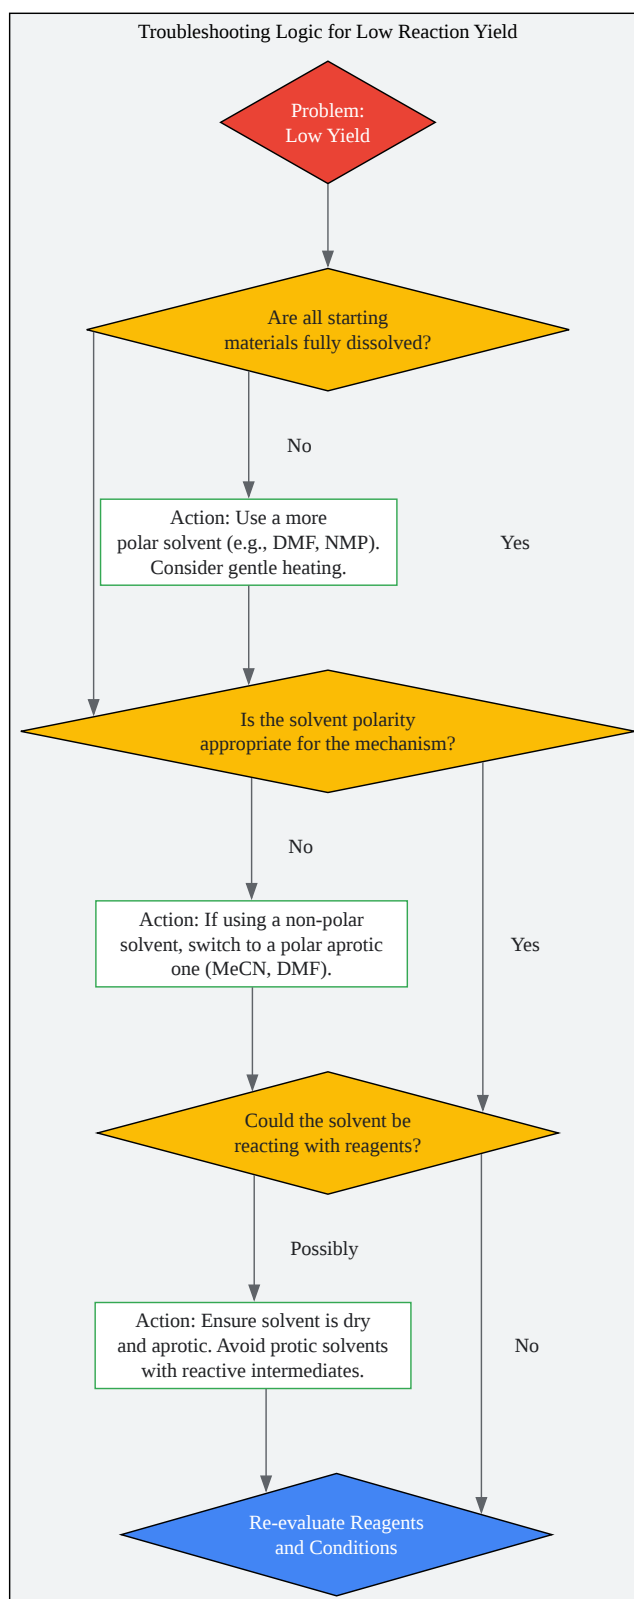 Troubleshooting Logic for Low Reaction Yield
Problem:
Low Yield
Are all starting
materials fully dissolved?
No
Action: Use a more
polar solvent (e.g., DMF, NMP).
Consider gentle heating.
Yes
Is the solvent polarity
appropriate for the mechanism?
No
Action: If using a non-polar
solvent, switch to a polar aprotic
one (MeCN, DMF).
Yes
Could the solvent be
reacting with reagents?
Possibly
Action: Ensure solvent is dry
and aprotic. Avoid protic solvents
with reactive intermediates.
No
Re-evaluate Reagents
and Conditions